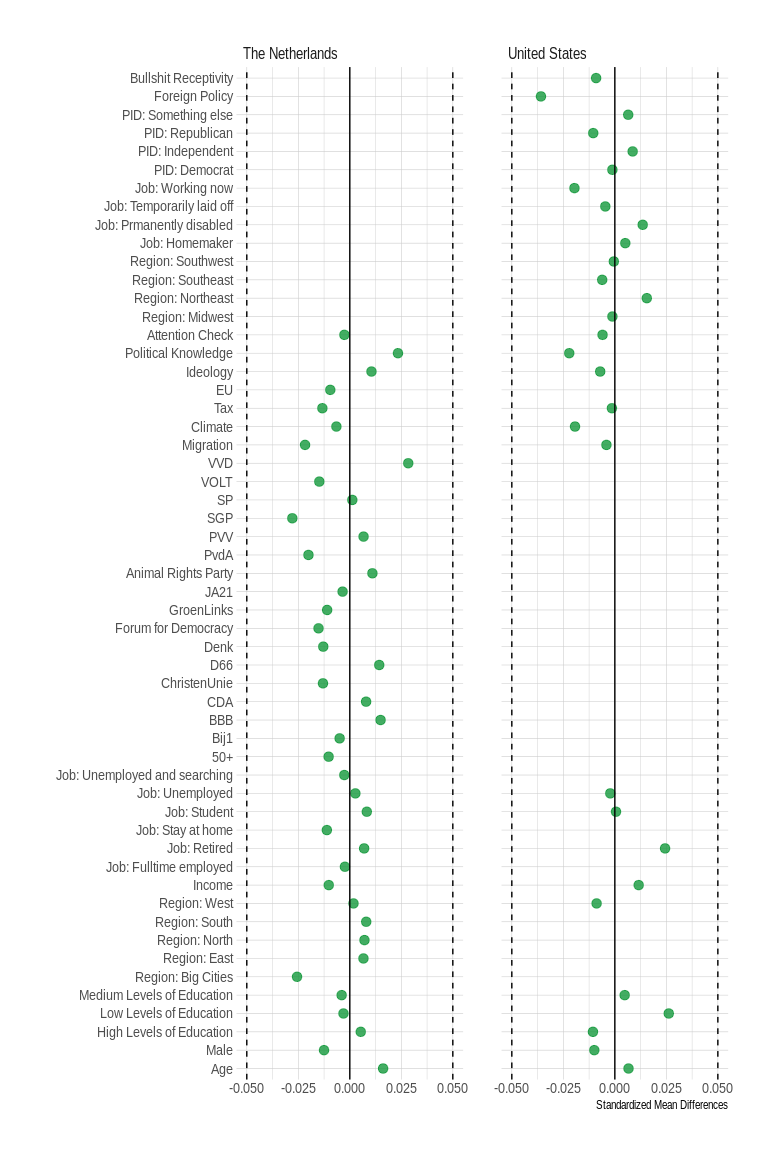 The Netherlands United States
Bullshit Receptivity
Foreign Policy
PID: Something else
PID: Republican
PID: Independent
PID: Democrat
Job: Working now
Job: Temporarily laid off
Job: Prmanently disabled
Job: Homemaker
Region: Southwest
Region: Southeast
Region: Northeast
Region: Midwest
Attention Check
Political Knowledge
Ideology
EU
Tax
Climate
Migration
VVD
VOLT
SP
SGP
PVV
PvdA
Animal Rights Party
JA21
GroenLinks
Forum for Democracy
Denk
D66
ChristenUnie
CDA
BBB
Bij1
50+
Job: Unemployed and searching
Job: Unemployed
Job: Student
Job: Stay at home
Job: Retired
Job: Fulltime employed
Income
Region: West
Region: South
Region: North
Region: East
Region: Big Cities
Medium Levels of Education
Low Levels of Education
High Levels of Education
Male
Age
-0.050 -0.025 0.000 0.025 0.050 -0.050 -0.025 0.000 0.025 0.050
Standardized Mean Differences